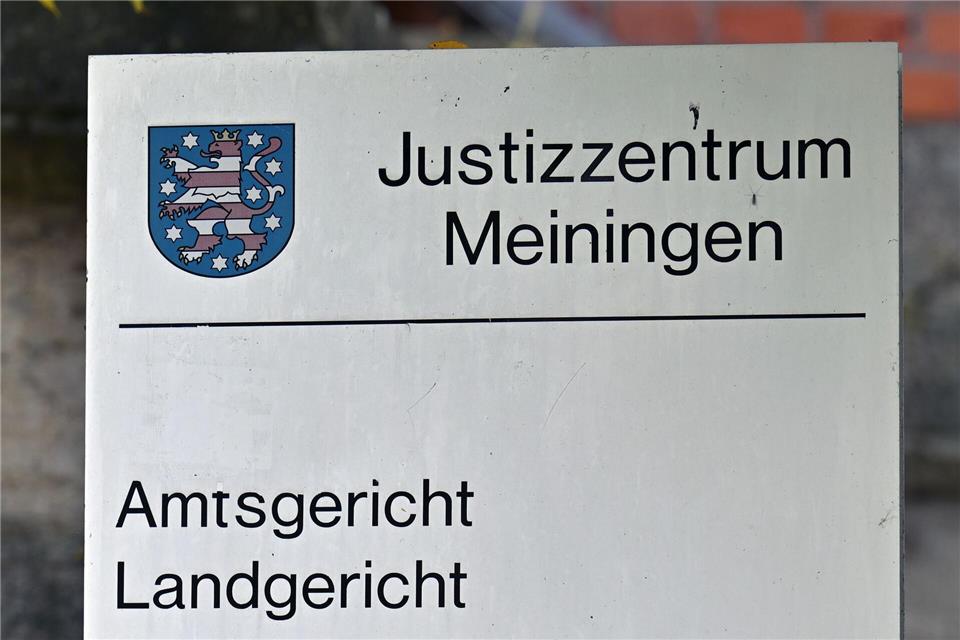 Justizzentrum
Meiningen
Amtsgericht
Landgericht